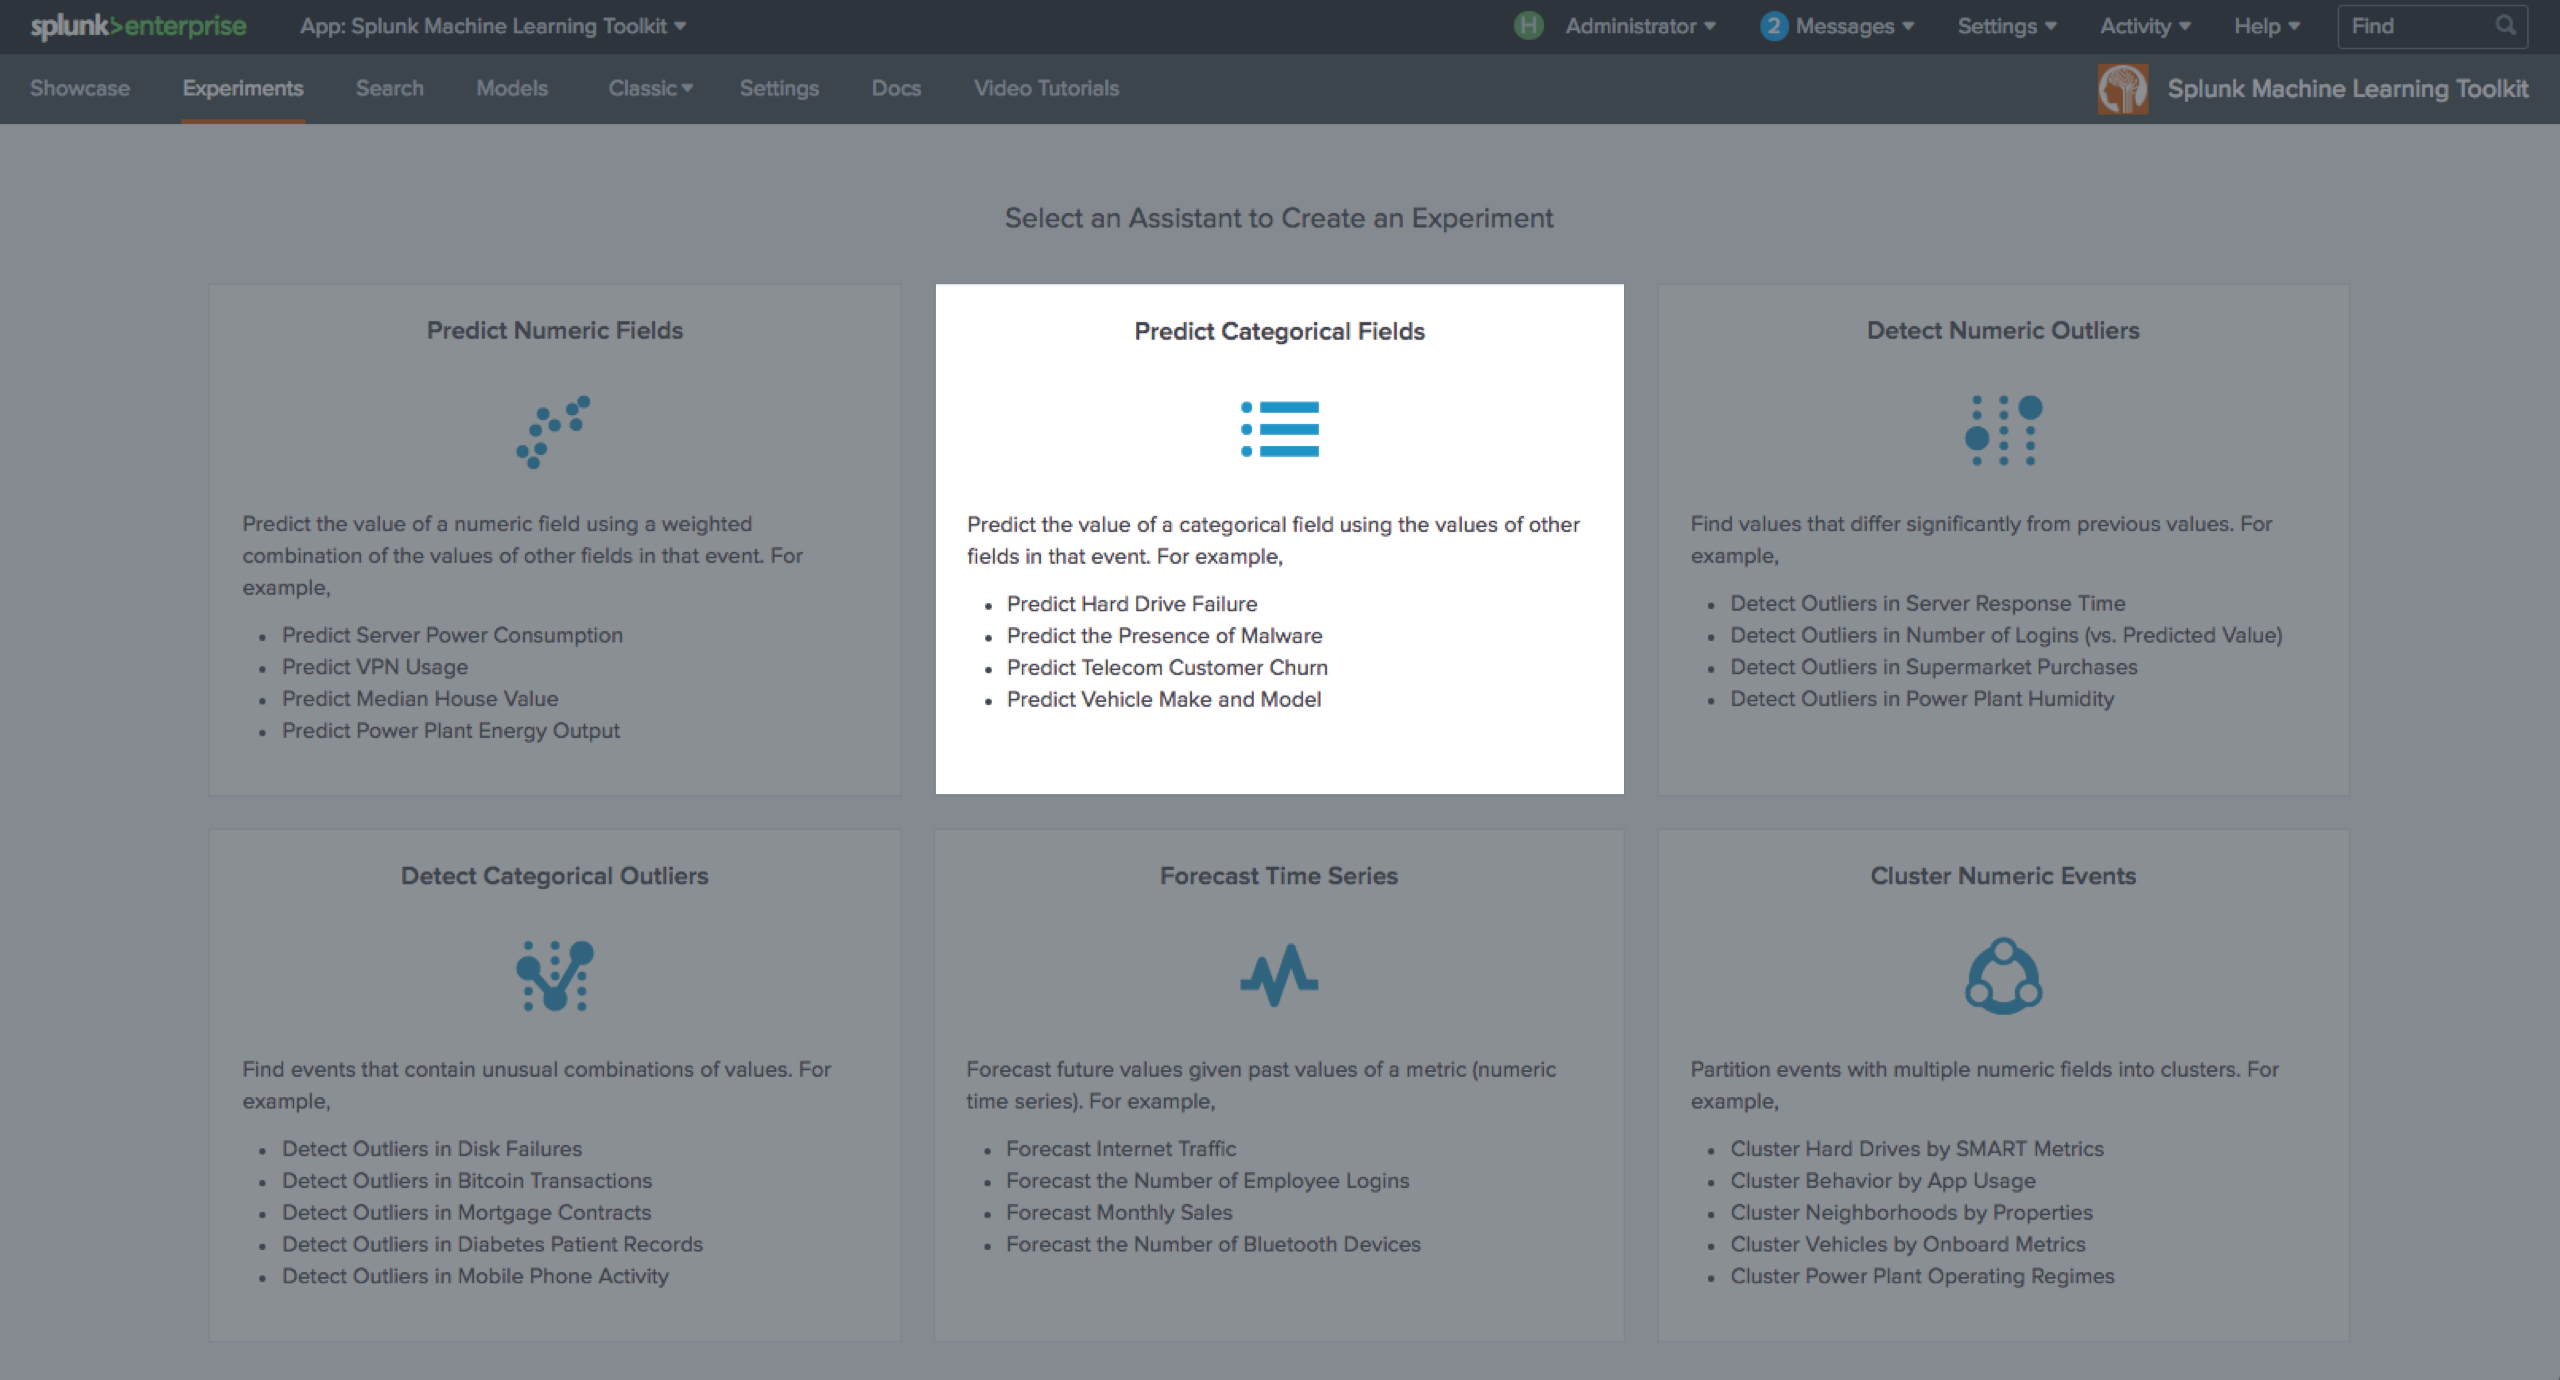 splunk>enterprise App: Splunk Machine Learning Toolkit H Administrator 2 Messages Settings Activity Help Find
Showcase Experiments Search Models Classic Settings Docs Video Tutorials Splunk Machine Learning Toolkit
Select an Assistant to Create an Experiment
Predict Numeric Fields
Predict the value of a numeric field using a weighted
combination of the values of other fields in that event. For
example,
• Predict Server Power Consumption
• Predict VPN Usage
• Predict Median House Value
• Predict Power Plant Energy Output
Predict Categorical Fields
Predict the value of a categorical field using the values of other
fields in that event. For example,
• Predict Hard Drive Failure
• Predict the Presence of Malware
• Predict Telecom Customer Churn
• Predict Vehicle Make and Model
Detect Numeric Outliers
Find values that differ significantly from previous values. For
example,
• Detect Outliers in Server Response Time
• Detect Outliers in Number of Logins (vs. Predicted Value)
• Detect Outliers in Supermarket Purchases
• Detect Outliers in Power Plant Humidity
Detect Categorical Outliers
Find events that contain unusual combinations of values. For
example,
• Detect Outliers in Disk Failures
• Detect Outliers in Bitcoin Transactions
• Detect Outliers in Mortgage Contracts
• Detect Outliers in Diabetes Patient Records
• Detect Outliers in Mobile Phone Activity
Forecast Time Series
Forecast future values given past values of a metric (numeric
time series). For example,
• Forecast Internet Traffic
• Forecast the Number of Employee Logins
• Forecast Monthly Sales
• Forecast the Number of Bluetooth Devices
Cluster Numeric Events
Partition events with multiple numeric fields into clusters. For
example,
• Cluster Hard Drives by SMART Metrics
• Cluster Behavior by App Usage
• Cluster Neighborhoods by Properties
• Cluster Vehicles by Onboard Metrics
• Cluster Power Plant Operating Regimes